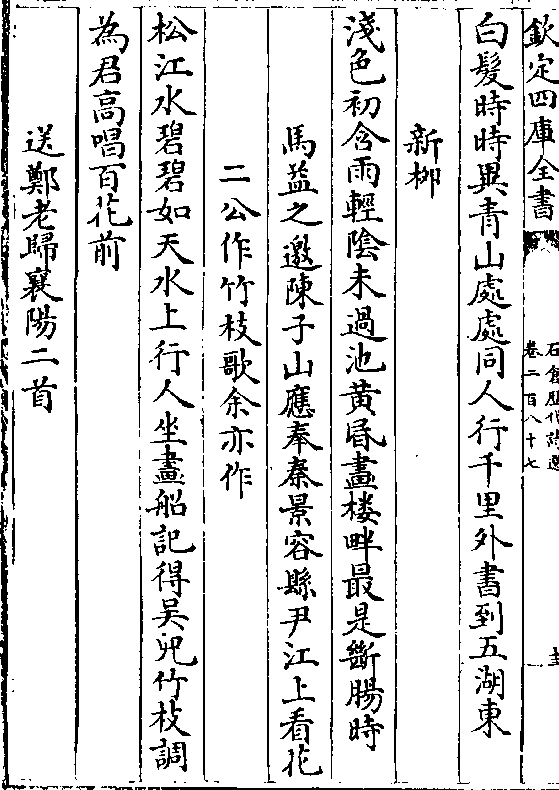 欽定四庫全書
石倉歷代詩選
卷二百八十七
白髮時時異青山處處同人行千里外書到五湖東
新柳
淺色初含雨輕陰未過池黄昏畫樓畔最是斷腸時
馬益之邀陳子山應奉秦景容縣尹江上看花
二公作竹枝歌余亦作
松江水碧碧如天水上行人坐畫船記得吴兒竹枝調
為君高唱百花前
送鄭老歸襄陽二首